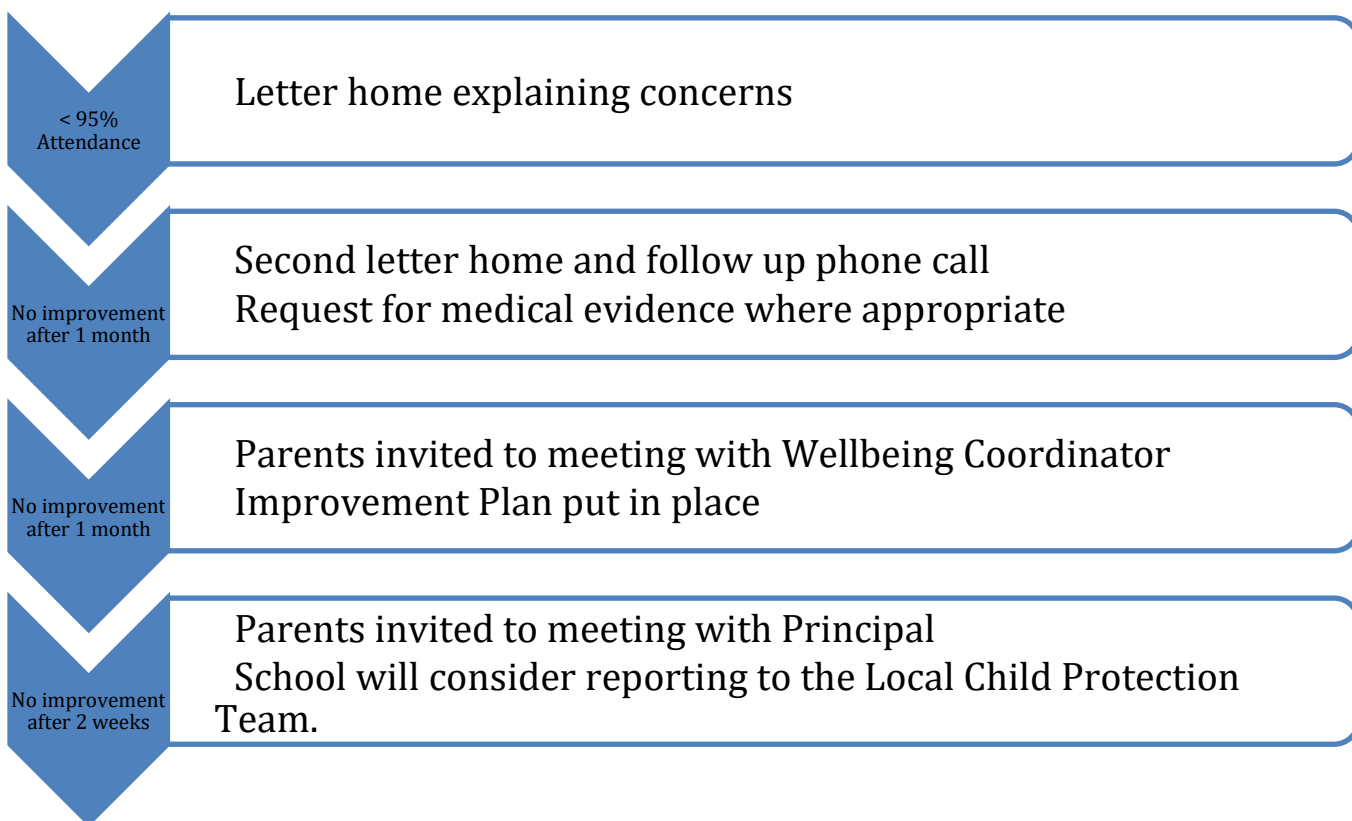 < 95%
Attendance
Letter home explaining concerns
No improvement
after 1 month
Second letter home and follow up phone call
Request for medical evidence where appropriate
No improvement
after 1 month
Parents invited to meeting with Wellbeing Coordinator
Improvement Plan put in place
No improvement
after 2 weeks
Parents invited to meeting with Principal
School will consider reporting to the Local Child Protection
Team.